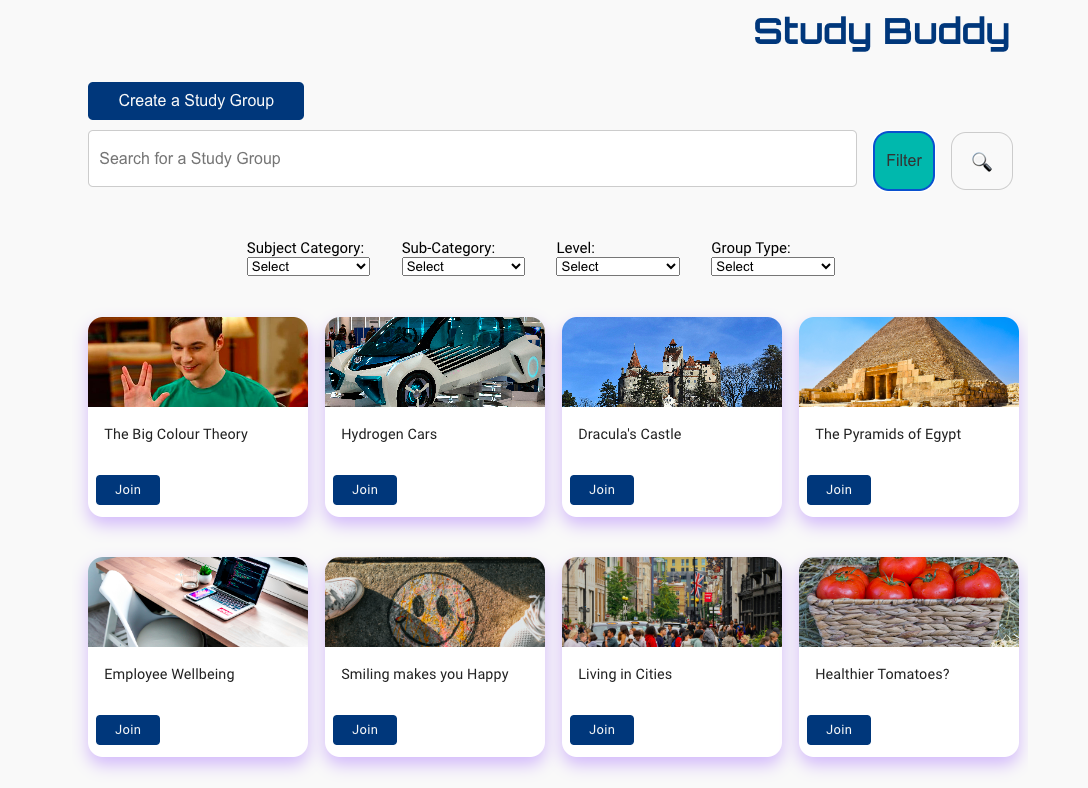 Study Buddy
Create a Study Group
Search for a Study Group
Filter
Subject Category: Sub-Category: Level: Group Type:
Select Select Select Select
The Big Colour Theory Hydrogen Cars Dracula's Castle The Pyramids of Egypt
Join Join Join Join
Employee Wellbeing Smiling makes you Happy Living in Cities Healthier Tomatoes?
Join Join Join Join